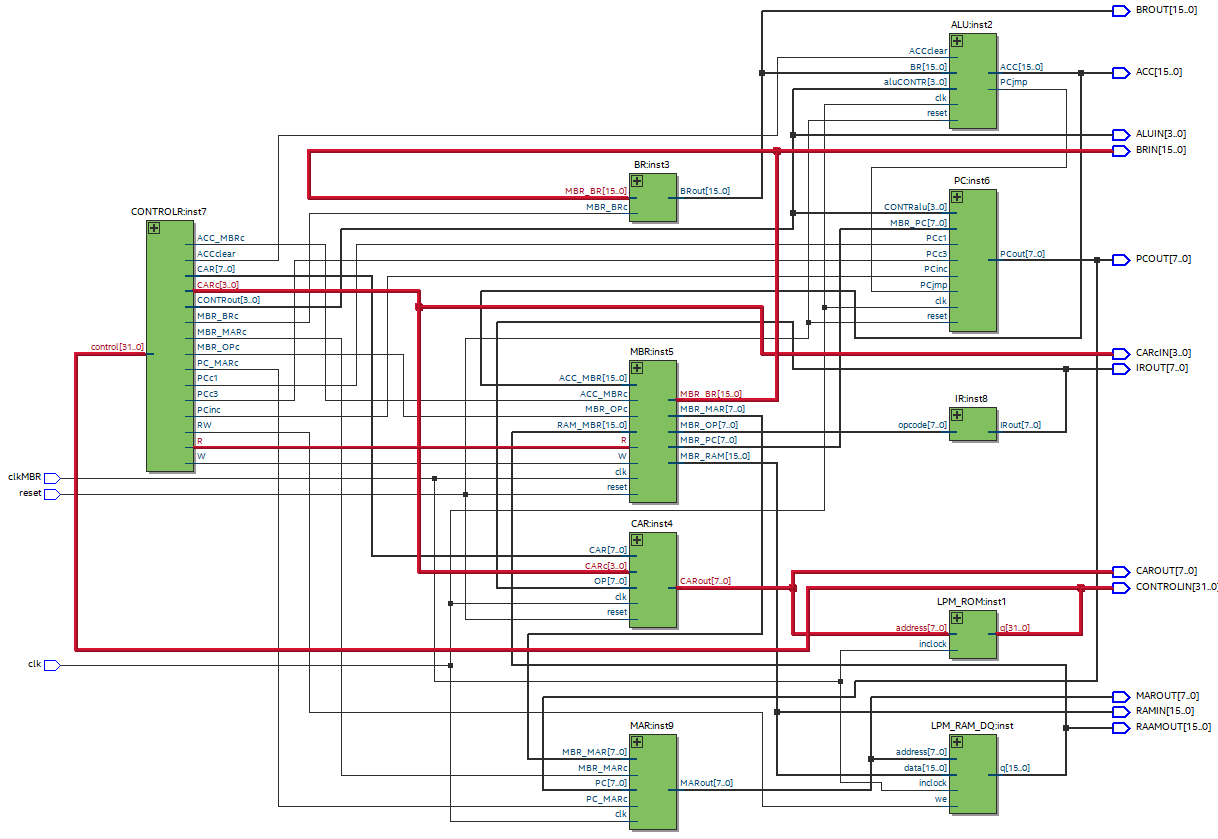 BROUT[15..0]
ALU:inst2
ACCclear
BR[15..0]
aluCONTR[3..0]
clk
reset
ACC[15..0]
PCjmp
ACC[15..0]
ALUIN[3..0]
BRIN[15..0]
BR:inst3
MBR_BR[15..0]
MBR_BRc
BRout[15..0]
PC:inst6
CONTRalu[3..0]
MBR_PC[7..0]
PCc1
PCc3
PCinc
PCjmp
clk
reset
PCout[7..0]
PCOUT[7..0]
CONTROLR:inst7
control[31..0]
ACC_MBRc
ACCclear
CAR[7..0]
CARc[3..0]
CONTRout[3..0]
MBR_BRc
MBR_MARc
MBR_OPc
PC_MARc
PCc1
PCc3
PCinc
RW
R
W
MBR:inst5
ACC_MBR[15..0]
ACC_MBRc
MBR_OPc
RAM_MBR[15..0]
R
W
clk
reset
MBR_BR[15..0]
MBR_MAR[7..0]
MBR_OP[7..0]
MBR_PC[7..0]
MBR_RAM[15..0]
CARcIN[3..0]
IROUT[7..0]
IR:inst8
opcode[7..0]
IRout[7..0]
clkMBR
reset
CAR:inst4
CAR[7..0]
CARc[3..0]
OP[7..0]
clk
reset
CARout[7..0]
CAROUT[7..0]
CONTROLIN[31..0]
LPM_ROM:inst1
address[7..0]
inclock
q[31..0]
clk
MAROUT[7..0]
RAMIN[15..0]
RAAMOUT[15..0]
MAR:inst9
MBR_MAR[7..0]
MBR_MARc
PC[7..0]
PC_MARc
clk
MARout[7..0]
LPM_RAM_DQ:inst
address[7..0]
data[15..0]
inclock
we
q[15..0]